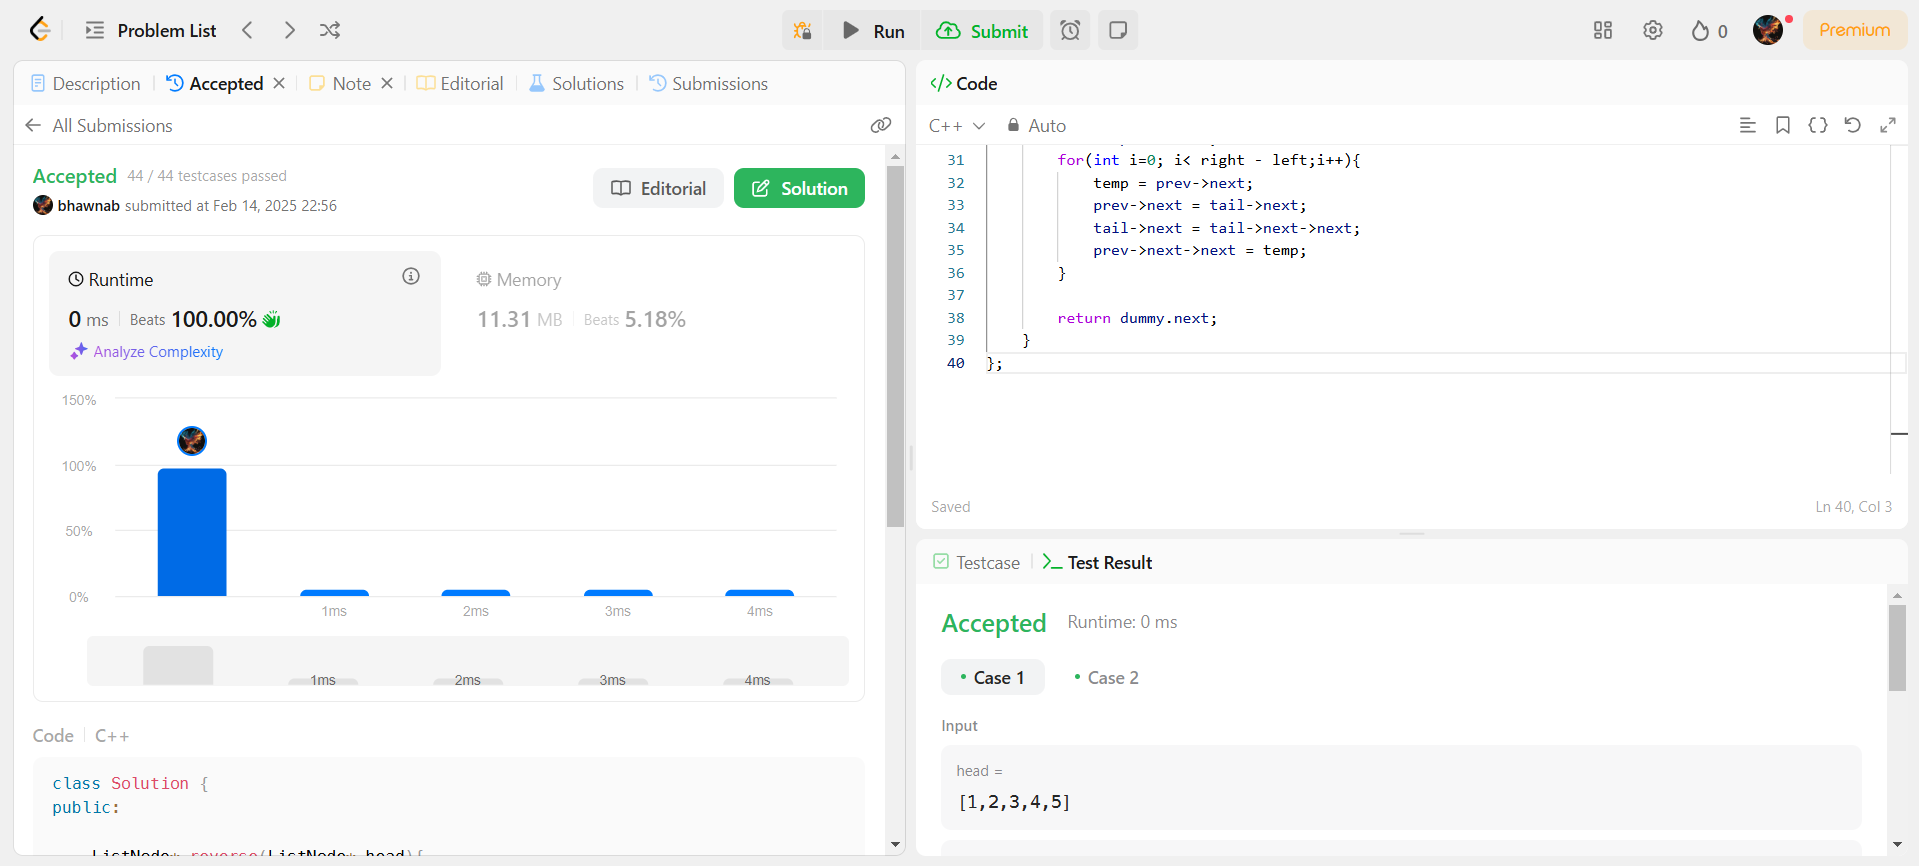 Problem List
Run
Submit
0
Premium
Description
Accepted
Note
Editorial
Solutions
Submissions
All Submissions
Accepted 44 / 44 testcases passed
bhawnab submitted at Feb 14, 2025 22:56
Editorial
Solution
Runtime
0 ms
Beats 100.00%
Analyze Complexity
Memory
11.31 MB
Beats 5.18%
150%
100%
50%
0%
1ms
2ms
3ms
4ms
1ms
2ms
3ms
4ms
Code
C++
class Solution {
public:
ListNode* reverse(ListNode* head){
</> Code
C++
Auto
{}
31 for(int i=0; i< right - left;i++){
32 temp = prev->next;
33 prev->next = tail->next;
34 tail->next = tail->next->next;
35 prev->next->next = temp;
36 }
37
38 return dummy.next;
39 }
40 };
Saved
Ln 40, Col 3
Testcase
Test Result
Accepted
Runtime: 0 ms
Case 1
Case 2
Input
head =
[1,2,3,4,5]